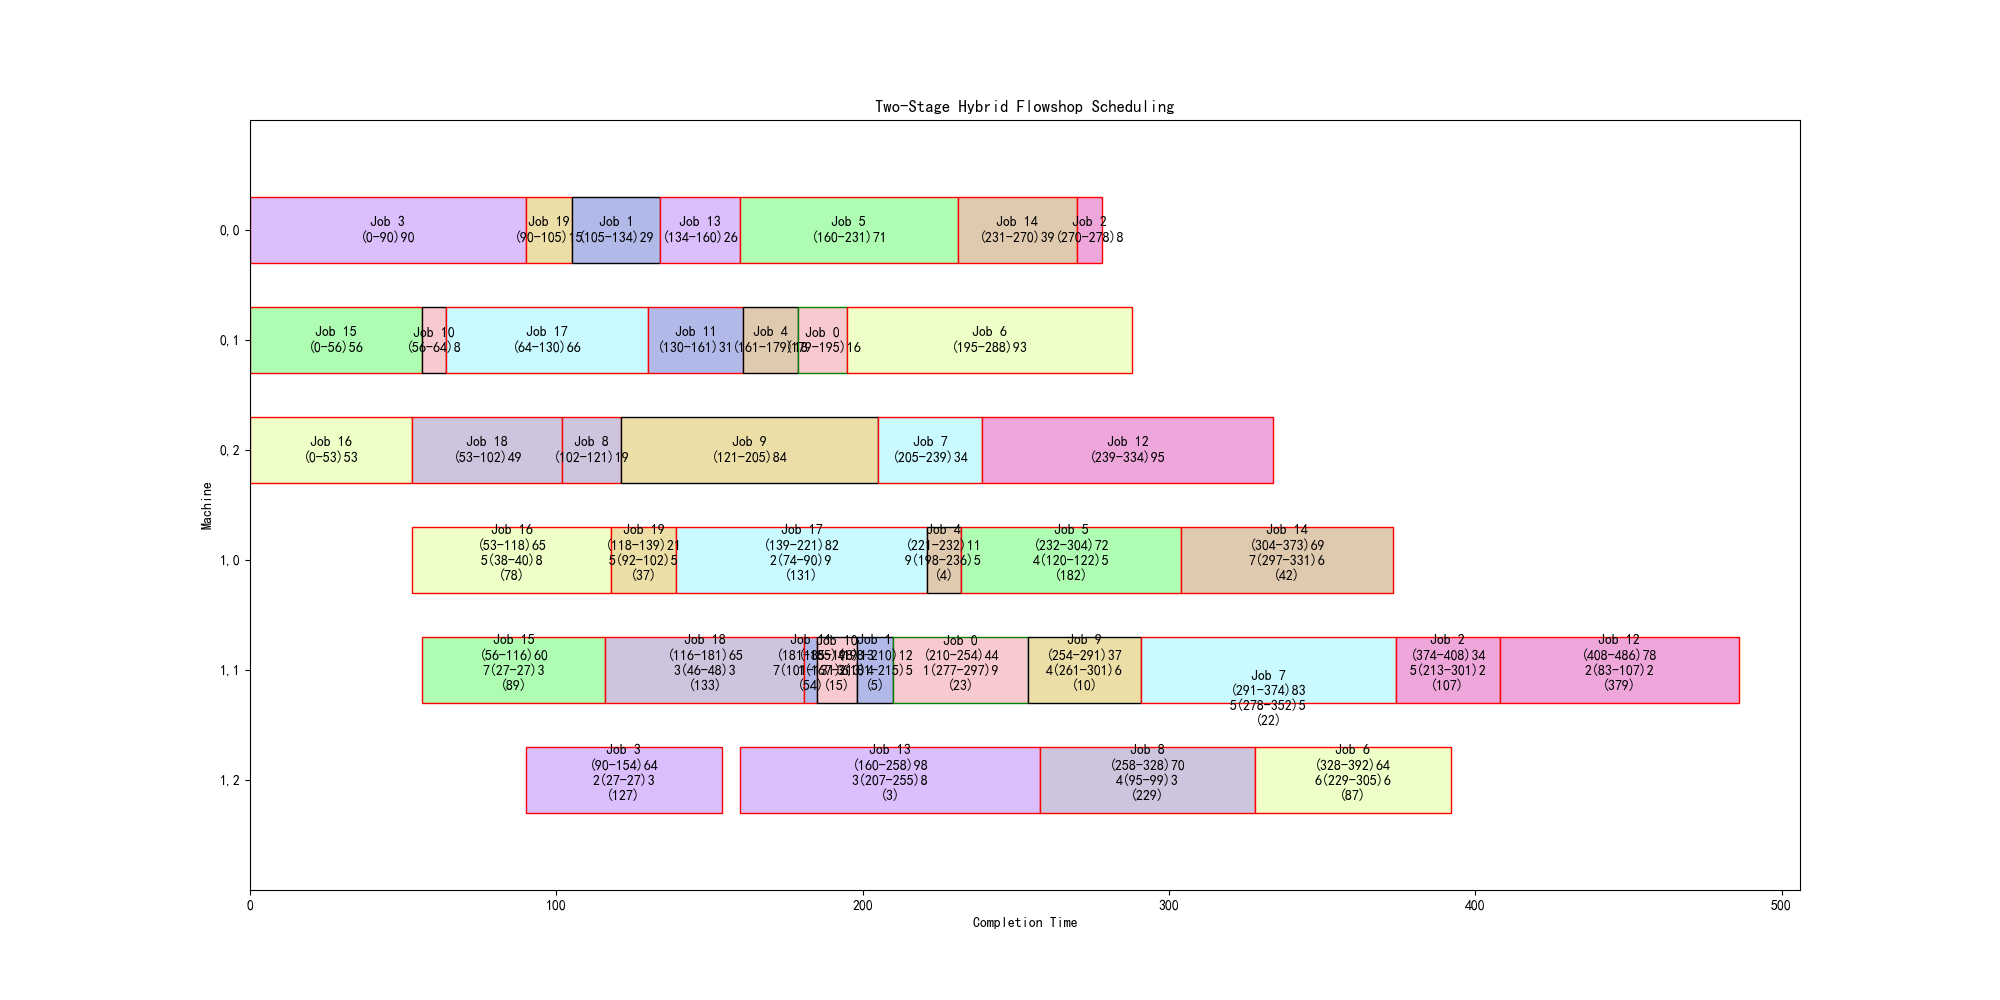 Two-Stage Hybrid Flowshop Scheduling
0,0
Job 3
(0-90)90
Job 19
(90-105)15
Job 1
(105-134)29
Job 13
(134-160)26
Job 5
(160-231)71
Job 14
(231-270)39
Job 2
(270-278)8
0,1
Job 15
(0-56)56
Job 10
(56-64)8
Job 17
(64-130)66
Job 11
(130-161)31
Job 4
(161-179)18
Job 0
(179-195)16
Job 6
(195-288)93
0,2
Job 16
(0-53)53
Job 18
(53-102)49
Job 8
(102-121)19
Job 9
(121-205)84
Job 7
(205-239)34
Job 12
(239-334)95
1,0
Job 16
(53-118)65
5(38-40)8
(78)
Job 19
(118-139)21
5(92-102)5
(37)
Job 17
(139-221)82
2(74-90)9
(131)
Job 4
(221-232)11
9(198-236)5
(4)
Job 5
(232-304)72
4(120-122)5
(182)
Job 14
(304-373)69
7(297-331)6
(42)
1,1
Job 15
(56-116)60
7(27-27)3
(89)
Job 18
(116-181)65
3(46-48)3
(133)
Job 11
(54)
Job 10
(15)
Job 1
(5)
Job 0
(210-254)44
1(277-297)9
(23)
Job 9
(254-291)37
4(261-301)6
(10)
Job 7
(291-374)83
5(278-352)5
(22)
Job 2
(374-408)34
5(213-301)2
(107)
Job 12
(408-486)78
2(83-107)2
(379)
1,2
Job 3
(90-154)64
2(27-27)3
(127)
Job 13
(160-258)98
3(207-255)8
(3)
Job 8
(258-328)70
4(95-99)3
(229)
Job 6
(328-392)64
6(229-305)6
(87)
Machine
0
100
200
300
400
500
Completion Time